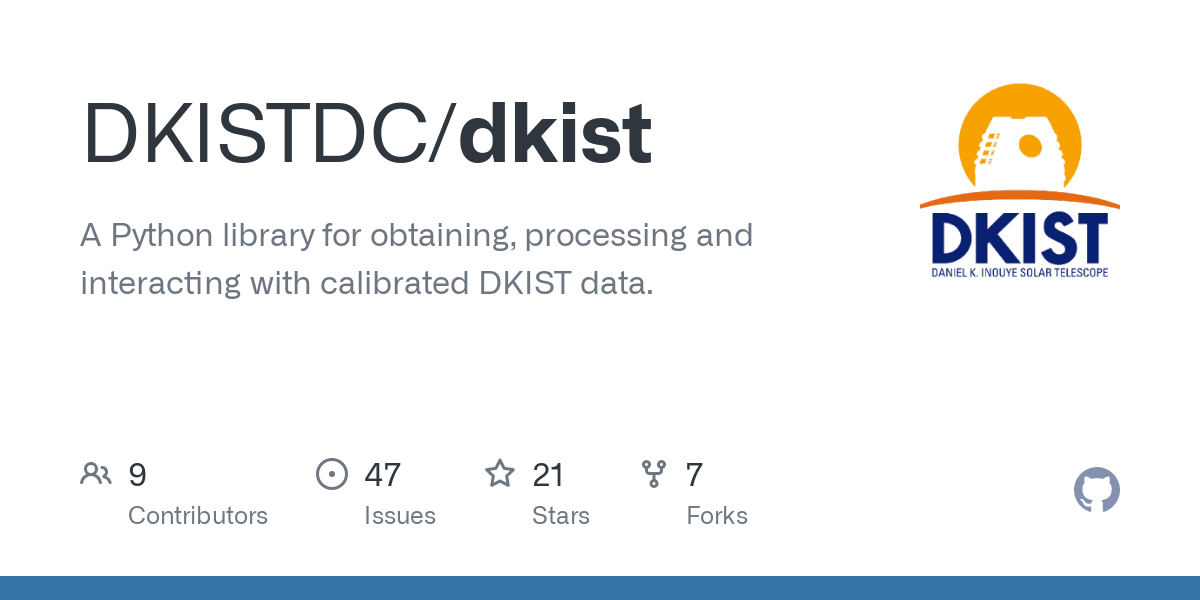 DKISTDC/dkist
A Python library for obtaining, processing and
interacting with calibrated DKIST data.
DKIST
DANIEL K. INOUYE SOLAR TELESCOPE
9
Contributors
47
Issues
21
Stars
7
Forks